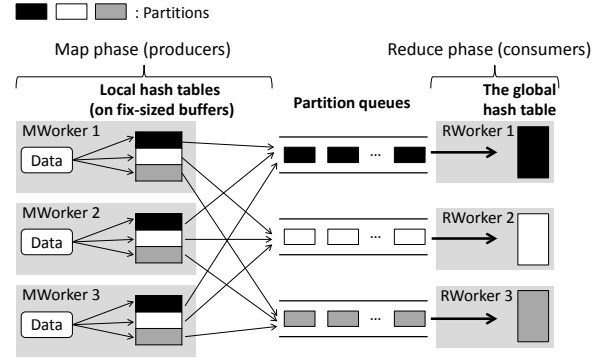 : Partitions
Map phase (producers)
Reduce phase (consumers)
Local hash tables
(on fix-sized buffers)
Partition queues
The global
hash table
MWorker 1
Data
...
RWorker 1
MWorker 2
Data
...
RWorker 2
MWorker 3
Data
...
RWorker 3